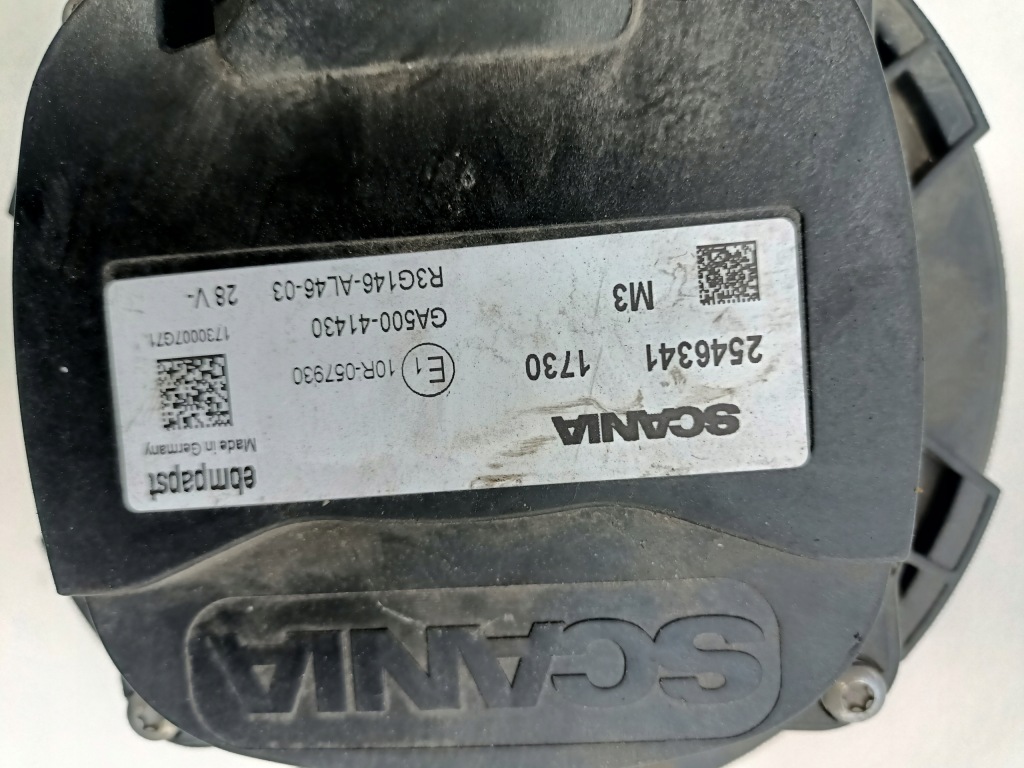 SCANIA
SCANIA
2546341 1730
M3
E1 10R-057930
GA500-41430
R3G146-AL46-03
ebmpapst
Made in Germany
1730007G71
28 V-